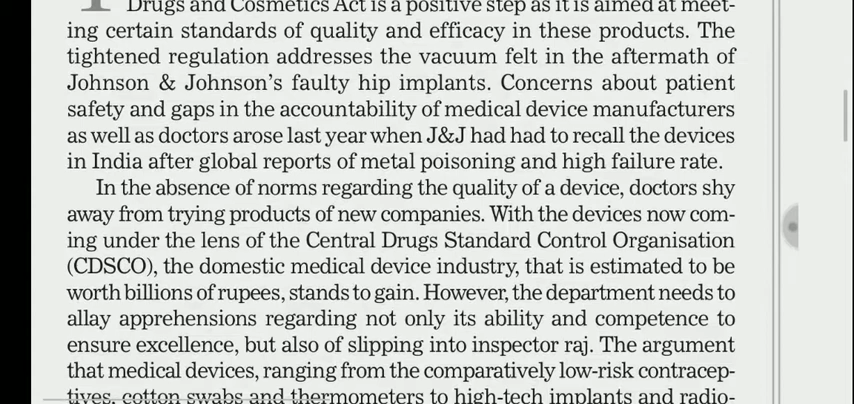 Drugs and Cosmetics Act is a positive step as it is aimed at meet-
ing certain standards of quality and efficacy in these products. The
tightened regulation addresses the vacuum felt in the aftermath of
Johnson & Johnson's faulty hip implants. Concerns about patient
safety and gaps in the accountability of medical device manufacturers
as well as doctors arose last year when J&J had had to recall the devices
in India after global reports of metal poisoning and high failure rate.
In the absence of norms regarding the quality of a device, doctors shy
away from trying products of new companies. With the devices now com-
ing under the lens of the Central Drugs Standard Control Organisation
(CDSCO), the domestic medical device industry, that is estimated to be
worth billions of rupees, stands to gain. However, the department needs to
allay apprehensions regarding not only its ability and competence to
ensure excellence, but also of slipping into inspector raj. The argument
that medical devices, ranging from the comparatively low-risk contracep-
tives, cotton swabs and thermometers to high-tech implants and radio-